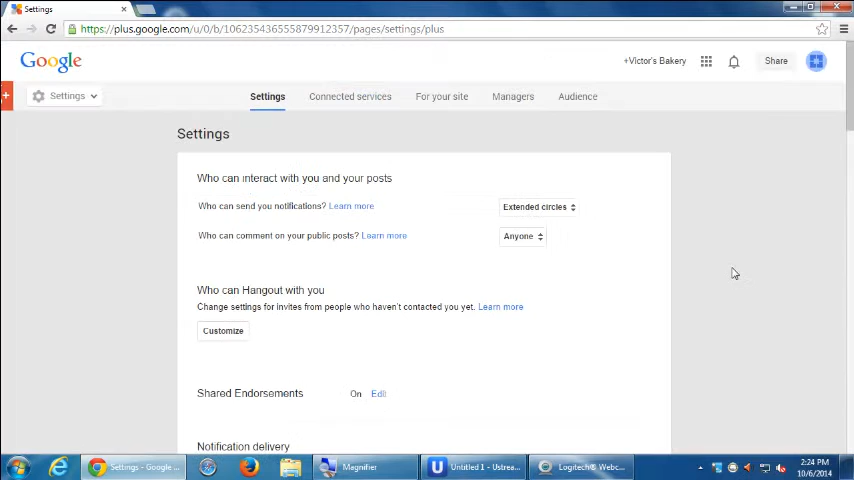 Settings
https://plus.google.com/u/0/b/106235436555879912357/pages/settings/plus
Google
+Victor's Bakery
Share
Settings
Settings
Connected services
For your site
Managers
Audience
Settings
Who can interact with you and your posts
Who can send you notifications? Learn more
Extended circles
Who can comment on your public posts? Learn more
Anyone
Who can Hangout with you
Change settings for invites from people who haven't contacted you yet. Learn more
Customize
Shared Endorsements
On
Edit
Notification delivery
Settings - Google ...
Magnifier
Untitled 1 - Ustrea...
Logitech® Webc...
2:24 PM
10/6/2014